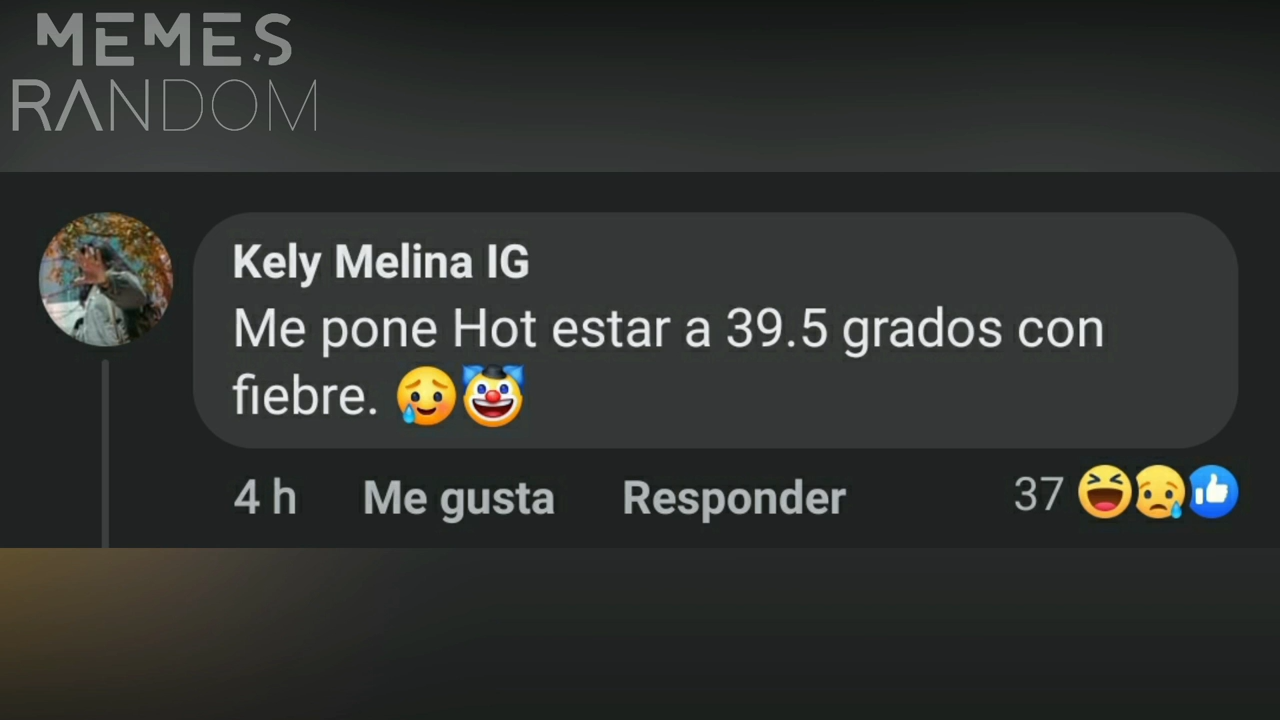 MEMES
RANDOM
Kely Melina IG
Me pone Hot estar a 39.5 grados con
fiebre. 🥲🤡
4 h Me gusta Responder 37